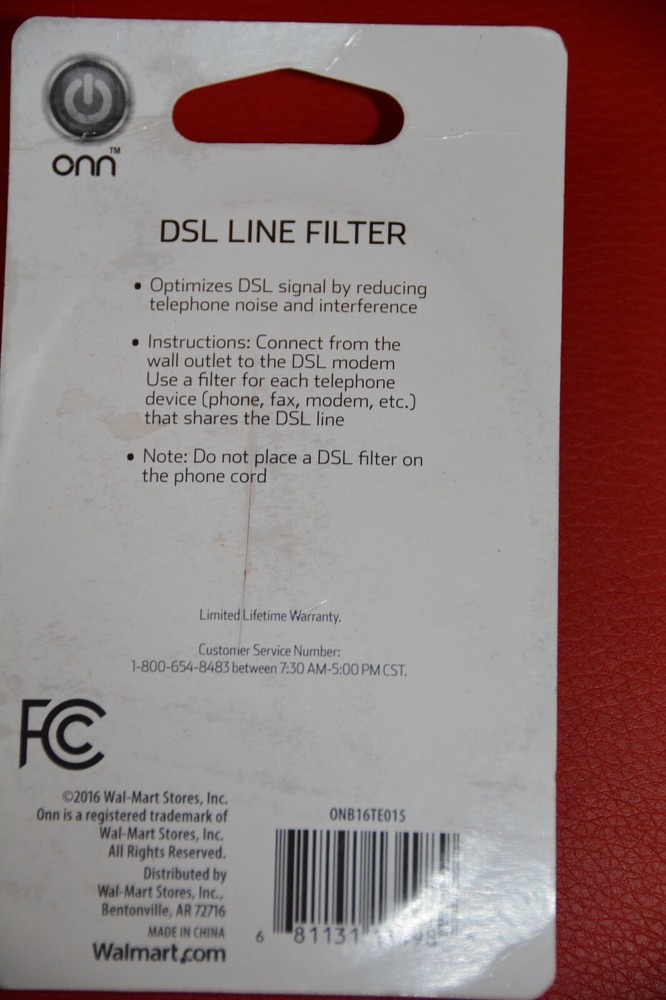 onn™
DSL LINE FILTER
• Optimizes DSL signal by reducing
telephone noise and interference
• Instructions: Connect from the
wall outlet to the DSL modem
Use a filter for each telephone
device (phone, fax, modem, etc.)
that shares the DSL line
• Note: Do not place a DSL filter on
the phone cord
Limited Lifetime Warranty.
Customer Service Number:
1-800-654-8483 between 7:30 AM-5:00 PM CST.
FC
©2016 Wal-Mart Stores, Inc.
Onn is a registered trademark of
Wal-Mart Stores, Inc.
All Rights Reserved.
Distributed by
Wal-Mart Stores, Inc.,
Bentonville, AR 72716
MADE IN CHINA
Walmart.com
ONB16TE015
6 81131